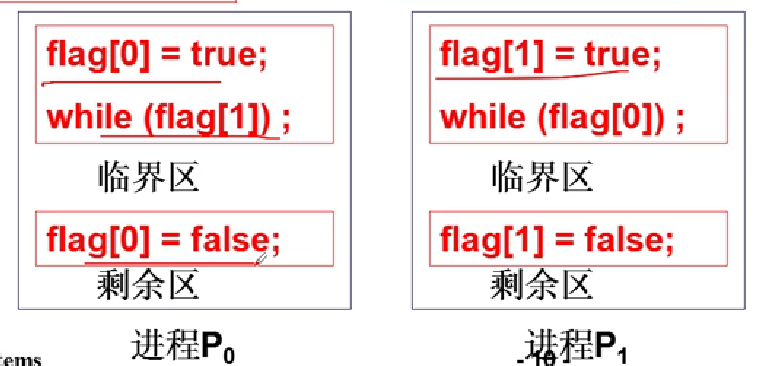 flag[0] = true;
while (flag[1]) ;
临界区
flag[0] = false;
剩余区
进程P0
flag[1] = true;
while (flag[0]) ;
临界区
flag[1] = false;
剩余区
进程P1
tems